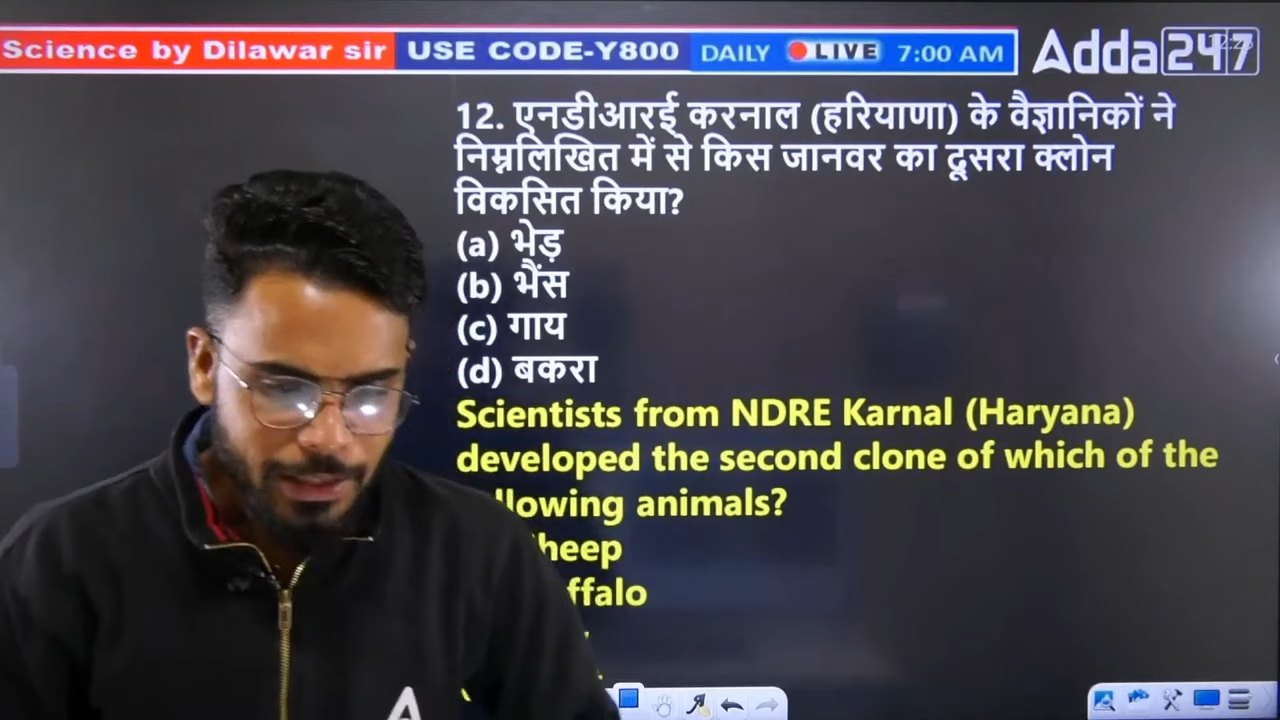 Science by Dilawar sir USE CODE-Y800 DAILY LIVE 7:00 AM Adda247
12. एनडीआरई करनाल (हरियाणा) के वैज्ञानिकों ने
निम्नलिखित में से किस जानवर का दूसरा क्लोन
विकसित किया?
(a) भेड़
(b) भैंस
(c) गाय
(d) बकरा
Scientists from NDRE Karnal (Haryana)
developed the second clone of which of the
llowing animals?
heep
ffalo